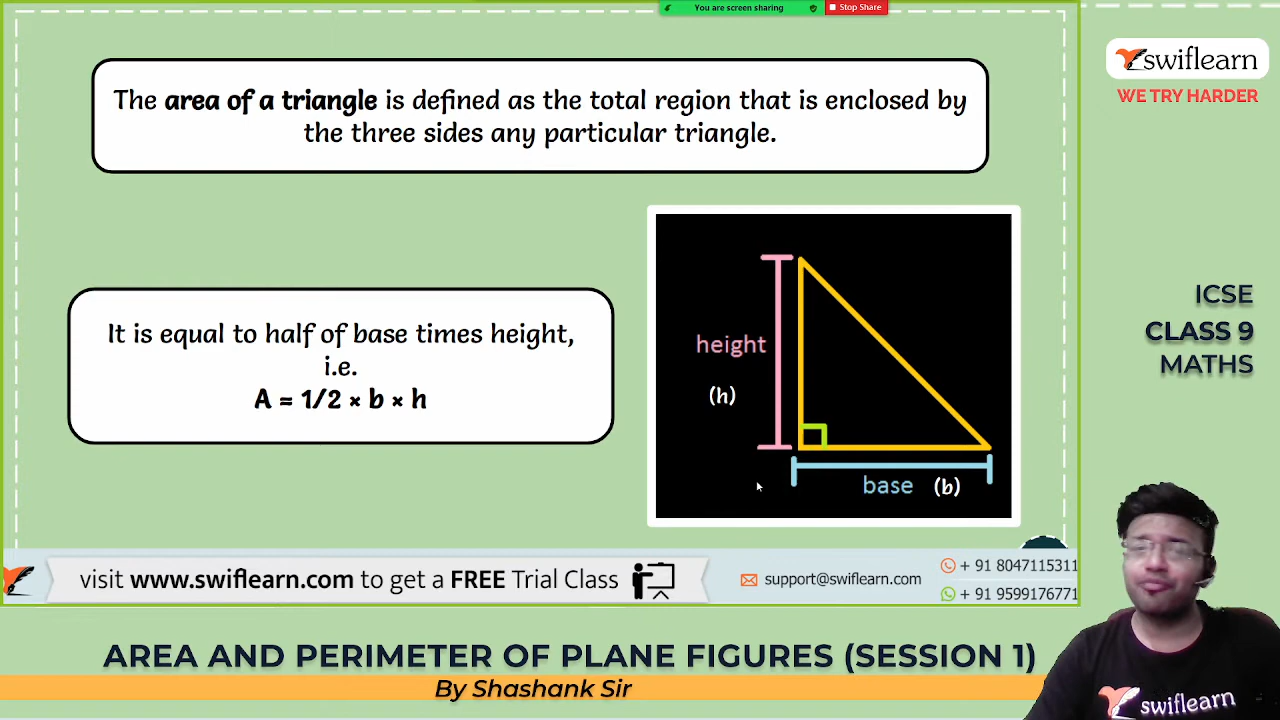 You are screen sharing
Stop Share
The area of a triangle is defined as the total region that is enclosed by
the three sides any particular triangle.
It is equal to half of base times height,
i.e.
A = 1/2 × b × h
height
(h)
base (b)
visit www.swiflearn.com to get a FREE Trial Class
support@swiflearn.com
+ 91 8047115311
+ 91 9599176771
AREA AND PERIMETER OF PLANE FIGURES (SESSION 1)
By Shashank Sir
swiflearn
WE TRY HARDER
ICSE
CLASS 9
MATHS
swiflearn